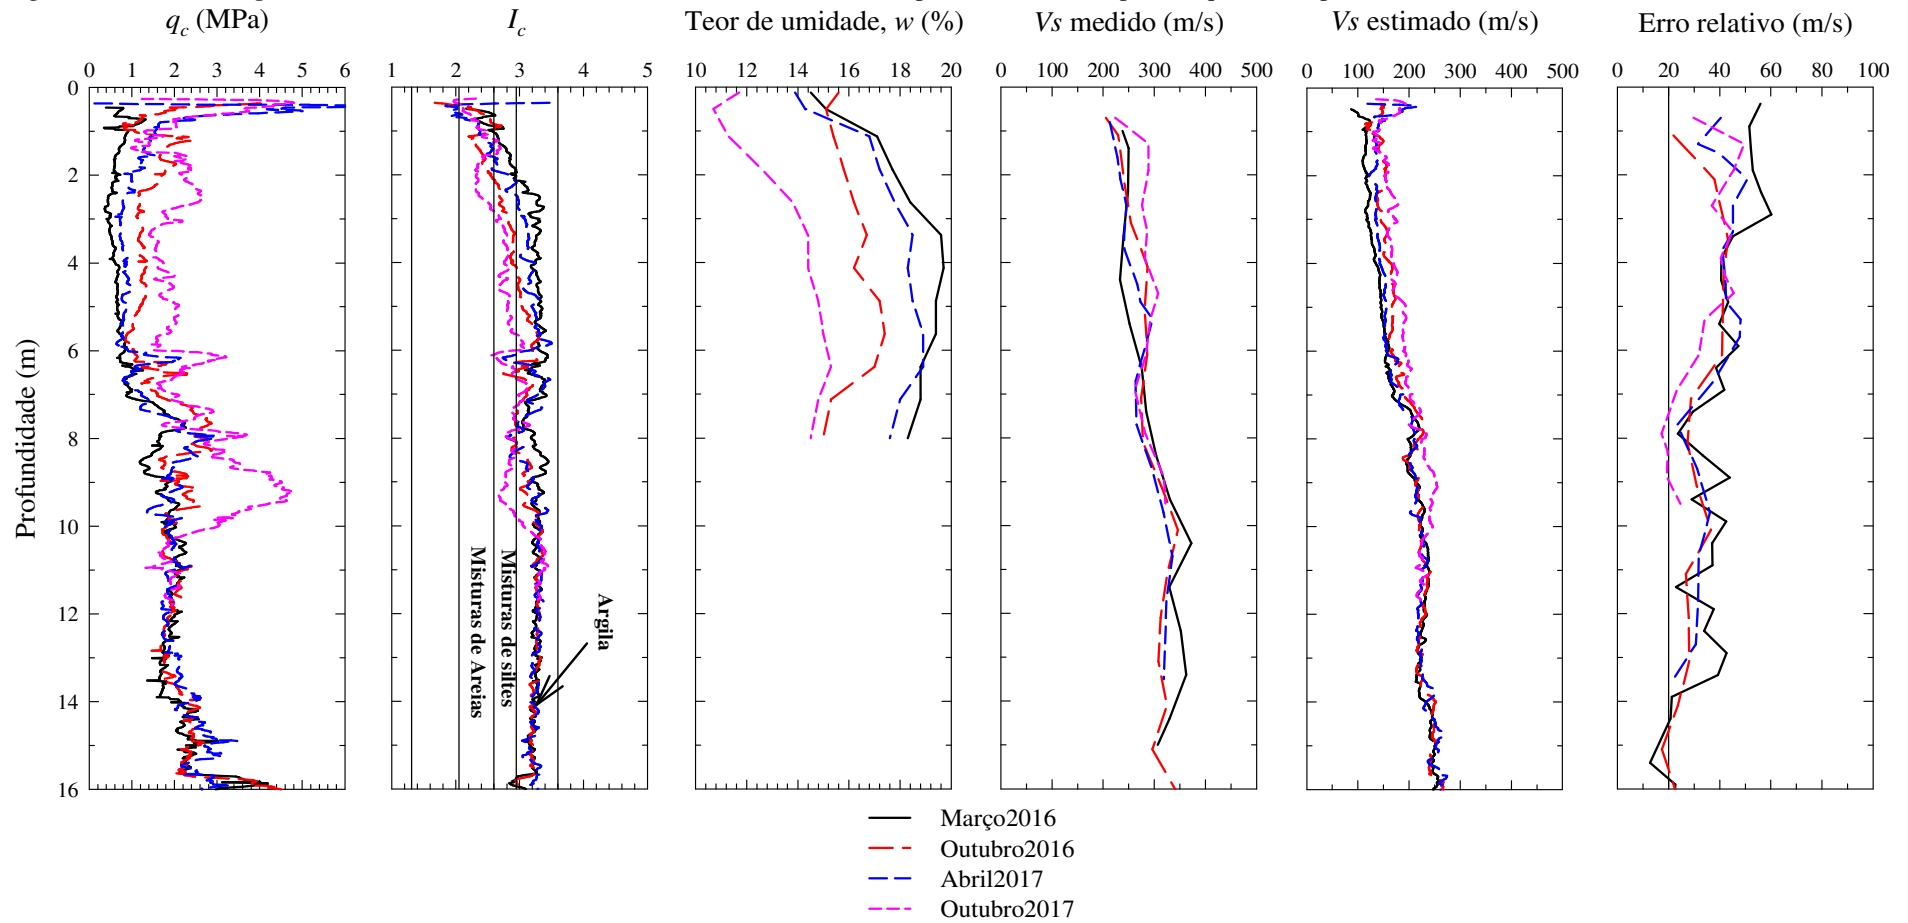 q_c (MPa)
I_c
Teor de umidade, w (%)
Vs medido (m/s)
Vs estimado (m/s)
Erro relativo (m/s)
0 1 2 3 4 5 6
1 2 3 4 5
10 12 14 16 18 20
0 100 200 300 400 500
0 100 200 300 400 500
0 20 40 60 80 100
0
2
4
6
8
10
12
14
16
Profundidade (m)
Misturas de Areias
Misturas de siltes
Argila
Março2016
Outubro2016
Abril2017
Outubro2017